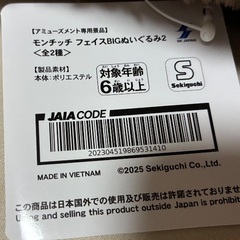 【アミューズメント専用景品】
モンチッチ フェイスBIGぬいぐるみ2
<全2種>
【製品素材】
本体:ポリエステル
対象年齢
6歳以上
S
Sekiguchi
JAIA CODE
202304519869531410
MADE IN VIETNAM
©2025 Sekiguchi Co.,Ltd.
この商品は日本国外での使用及び販売は許諾されておりま
Using and selling this product outside Japan is prohibi